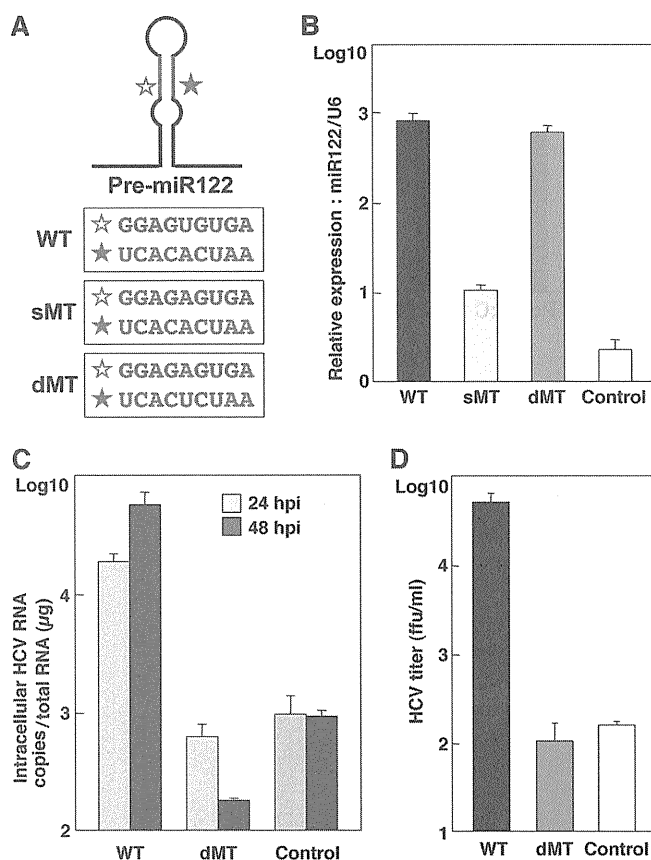 A
Pre-miR122
WT
☆ GGAGUGUGA
★ UCACACUAA
sMT
☆ GGAGAGUGA
★ UCACACUAA
dMT
☆ GGAGAGUGA
★ UCACUCUAA
B
Log10
3
2
1
0
Relative expression : miR122/U6
WT sMT dMT Control
C
Log10
4
3
2
Intracellular HCV RNA
copies/total RNA (µg)
24 hpi
48 hpi
WT dMT Control
D
Log10
4
3
2
1
HCV titer (ffu/ml)
WT dMT Control